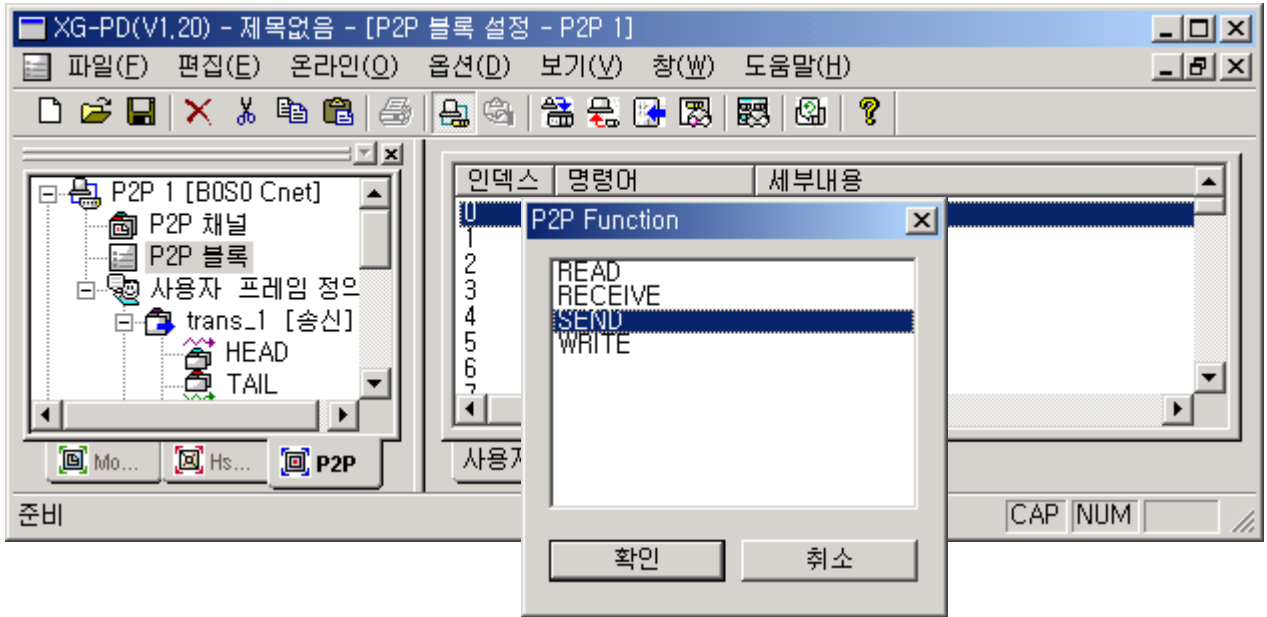 XG-PD(V1,20) - 제목없음 - [P2P 블록 설정 - P2P 1]
파일(F) 편집(E) 온라인(O) 옵션(D) 보기(V) 창(W) 도움말(H)
P2P 1 [B0S0 Cnet]
P2P 채널
P2P 블록
사용자 프레임 정의
trans_1 [송신]
HEAD
TAIL
Mo... Hs... P2P
인덱스 명령어 세부내용
0
1
2
3
4
5
6
7
P2P Function
READ
RECEIVE
SEND
WRITE
확인 취소
준비
CAP NUM